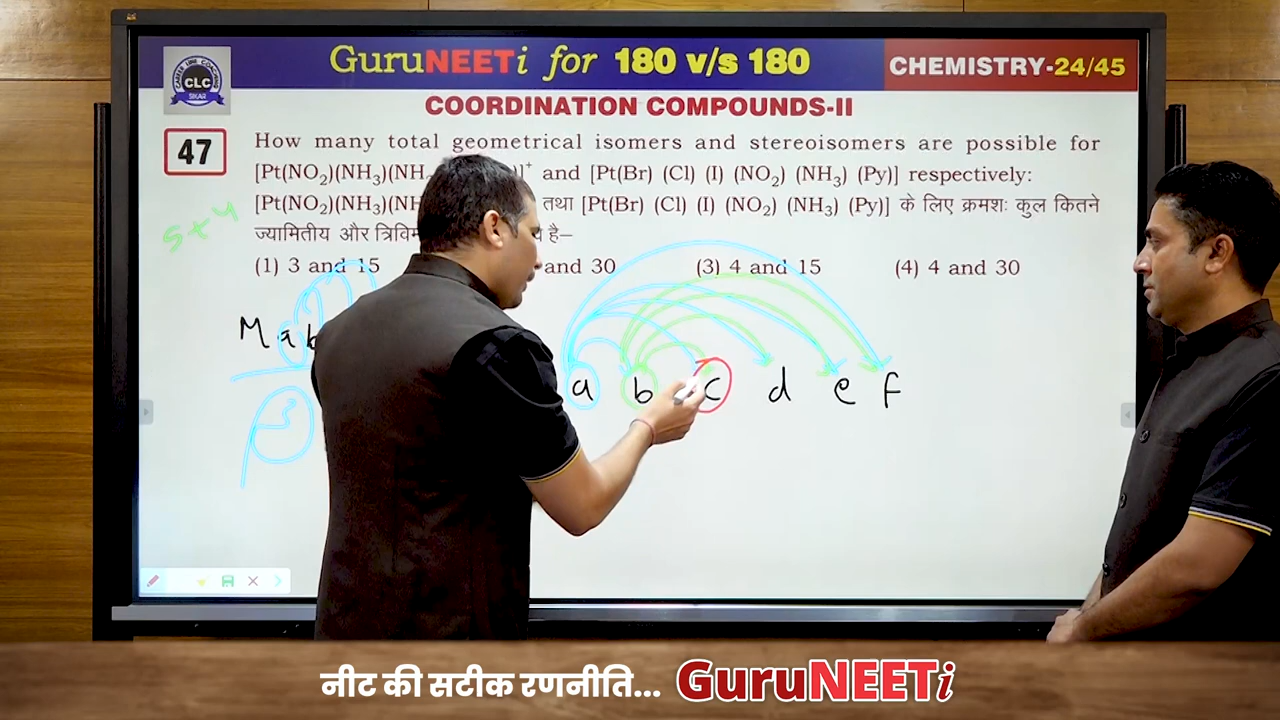 GuruNEETi for 180 v/s 180
CHEMISTRY-24/45
CLC
SIKAR
COORDINATION COMPOUNDS-II
47
How many total geometrical isomers and stereoisomers are possible for
[Pt(NO₂)(NH₃)(NH )]⁺ and [Pt(Br) (Cl) (I) (NO₂) (NH₃) (Py)] respectively:
[Pt(NO₂)(NH₃)(NH तथा [Pt(Br) (Cl) (I) (NO₂) (NH₃) (Py)] के लिए क्रमशः कुल कितने
ज्यामितीय और है–
(1) 3 and 15 and 30 (3) 4 and 15 (4) 4 and 30
5+4
M a b
3
a b c d e f
नीट की सटीक रणनीति... GuruNEETi